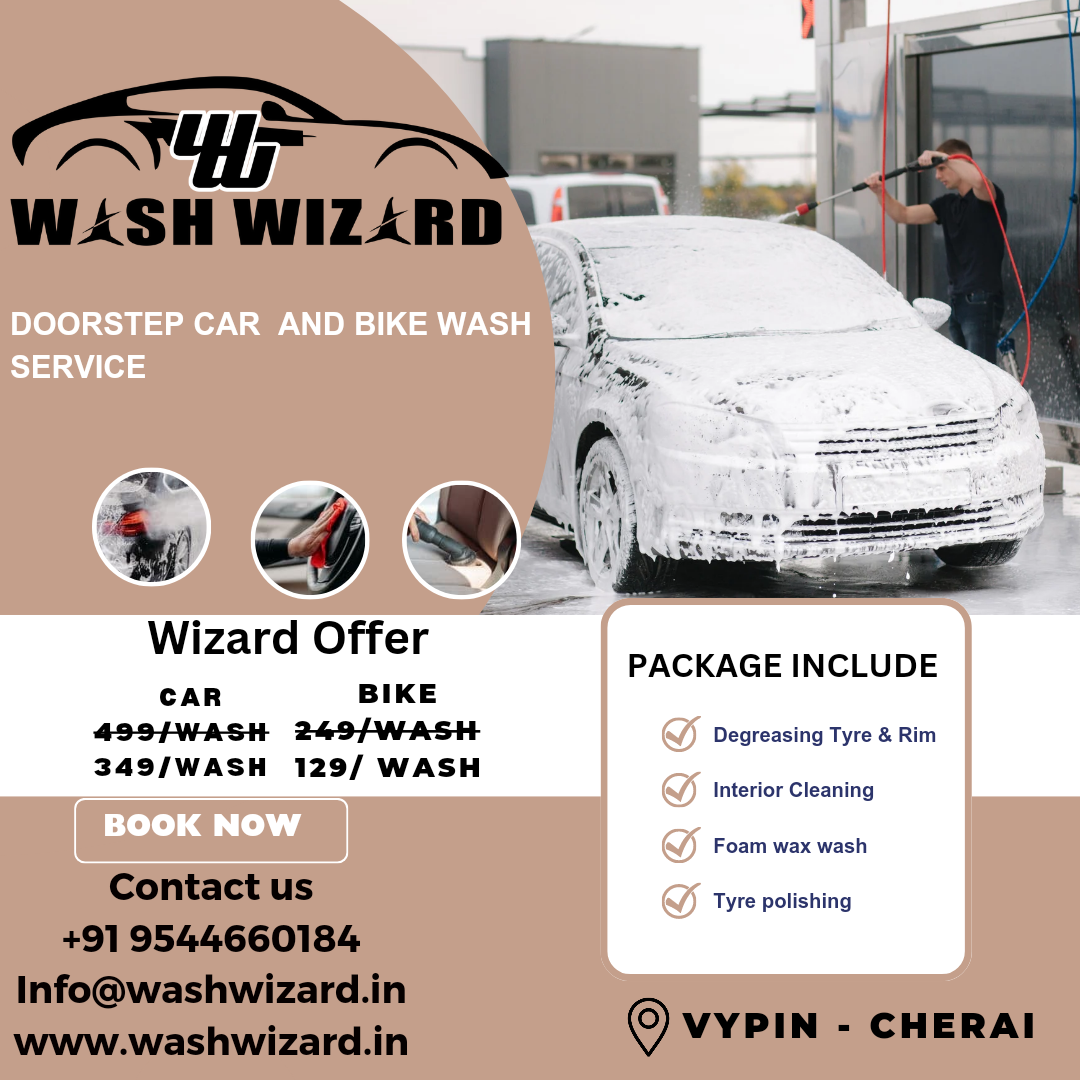 WH
WASH WIZARD
DOORSTEP CAR AND BIKE WASH
SERVICE
Wizard Offer
CAR
499/WASH
349/WASH
BIKE
249/WASH
129/ WASH
BOOK NOW
Contact us
+91 9544660184
Info@washwizard.in
www.washwizard.in
PACKAGE INCLUDE
Degreasing Tyre & Rim
Interior Cleaning
Foam wax wash
Tyre polishing
VYPIN - CHERAI